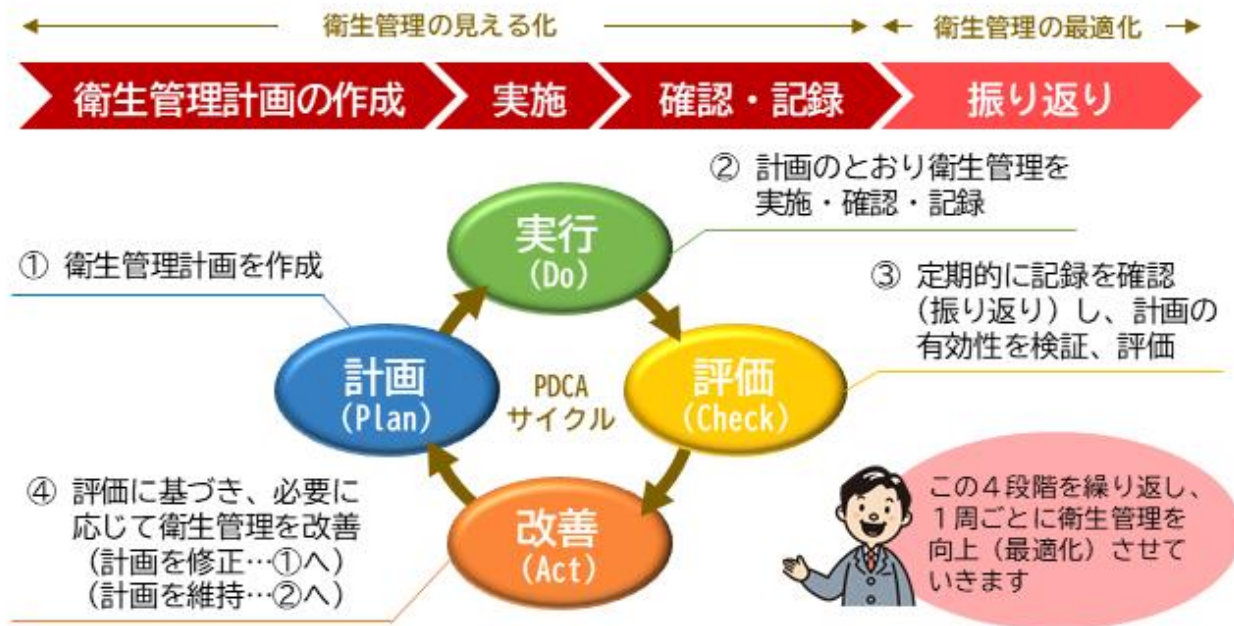 衛生管理の見える化
衛生管理の最適化
衛生管理計画の作成
実施
確認・記録
振り返り
② 計画のとおり衛生管理を
実施・確認・記録
実行
(Do)
① 衛生管理計画を作成
③ 定期的に記録を確認
（振り返り）し、計画の
有効性を検証、評価
計画
(Plan)
PDCA
サイクル
評価
(Check)
④ 評価に基づき、必要に
応じて衛生管理を改善
（計画を修正…①へ）
（計画を維持…②へ）
改善
(Act)
この４段階を繰り返し、
１周ごとに衛生管理を
向上（最適化）させて
いきます